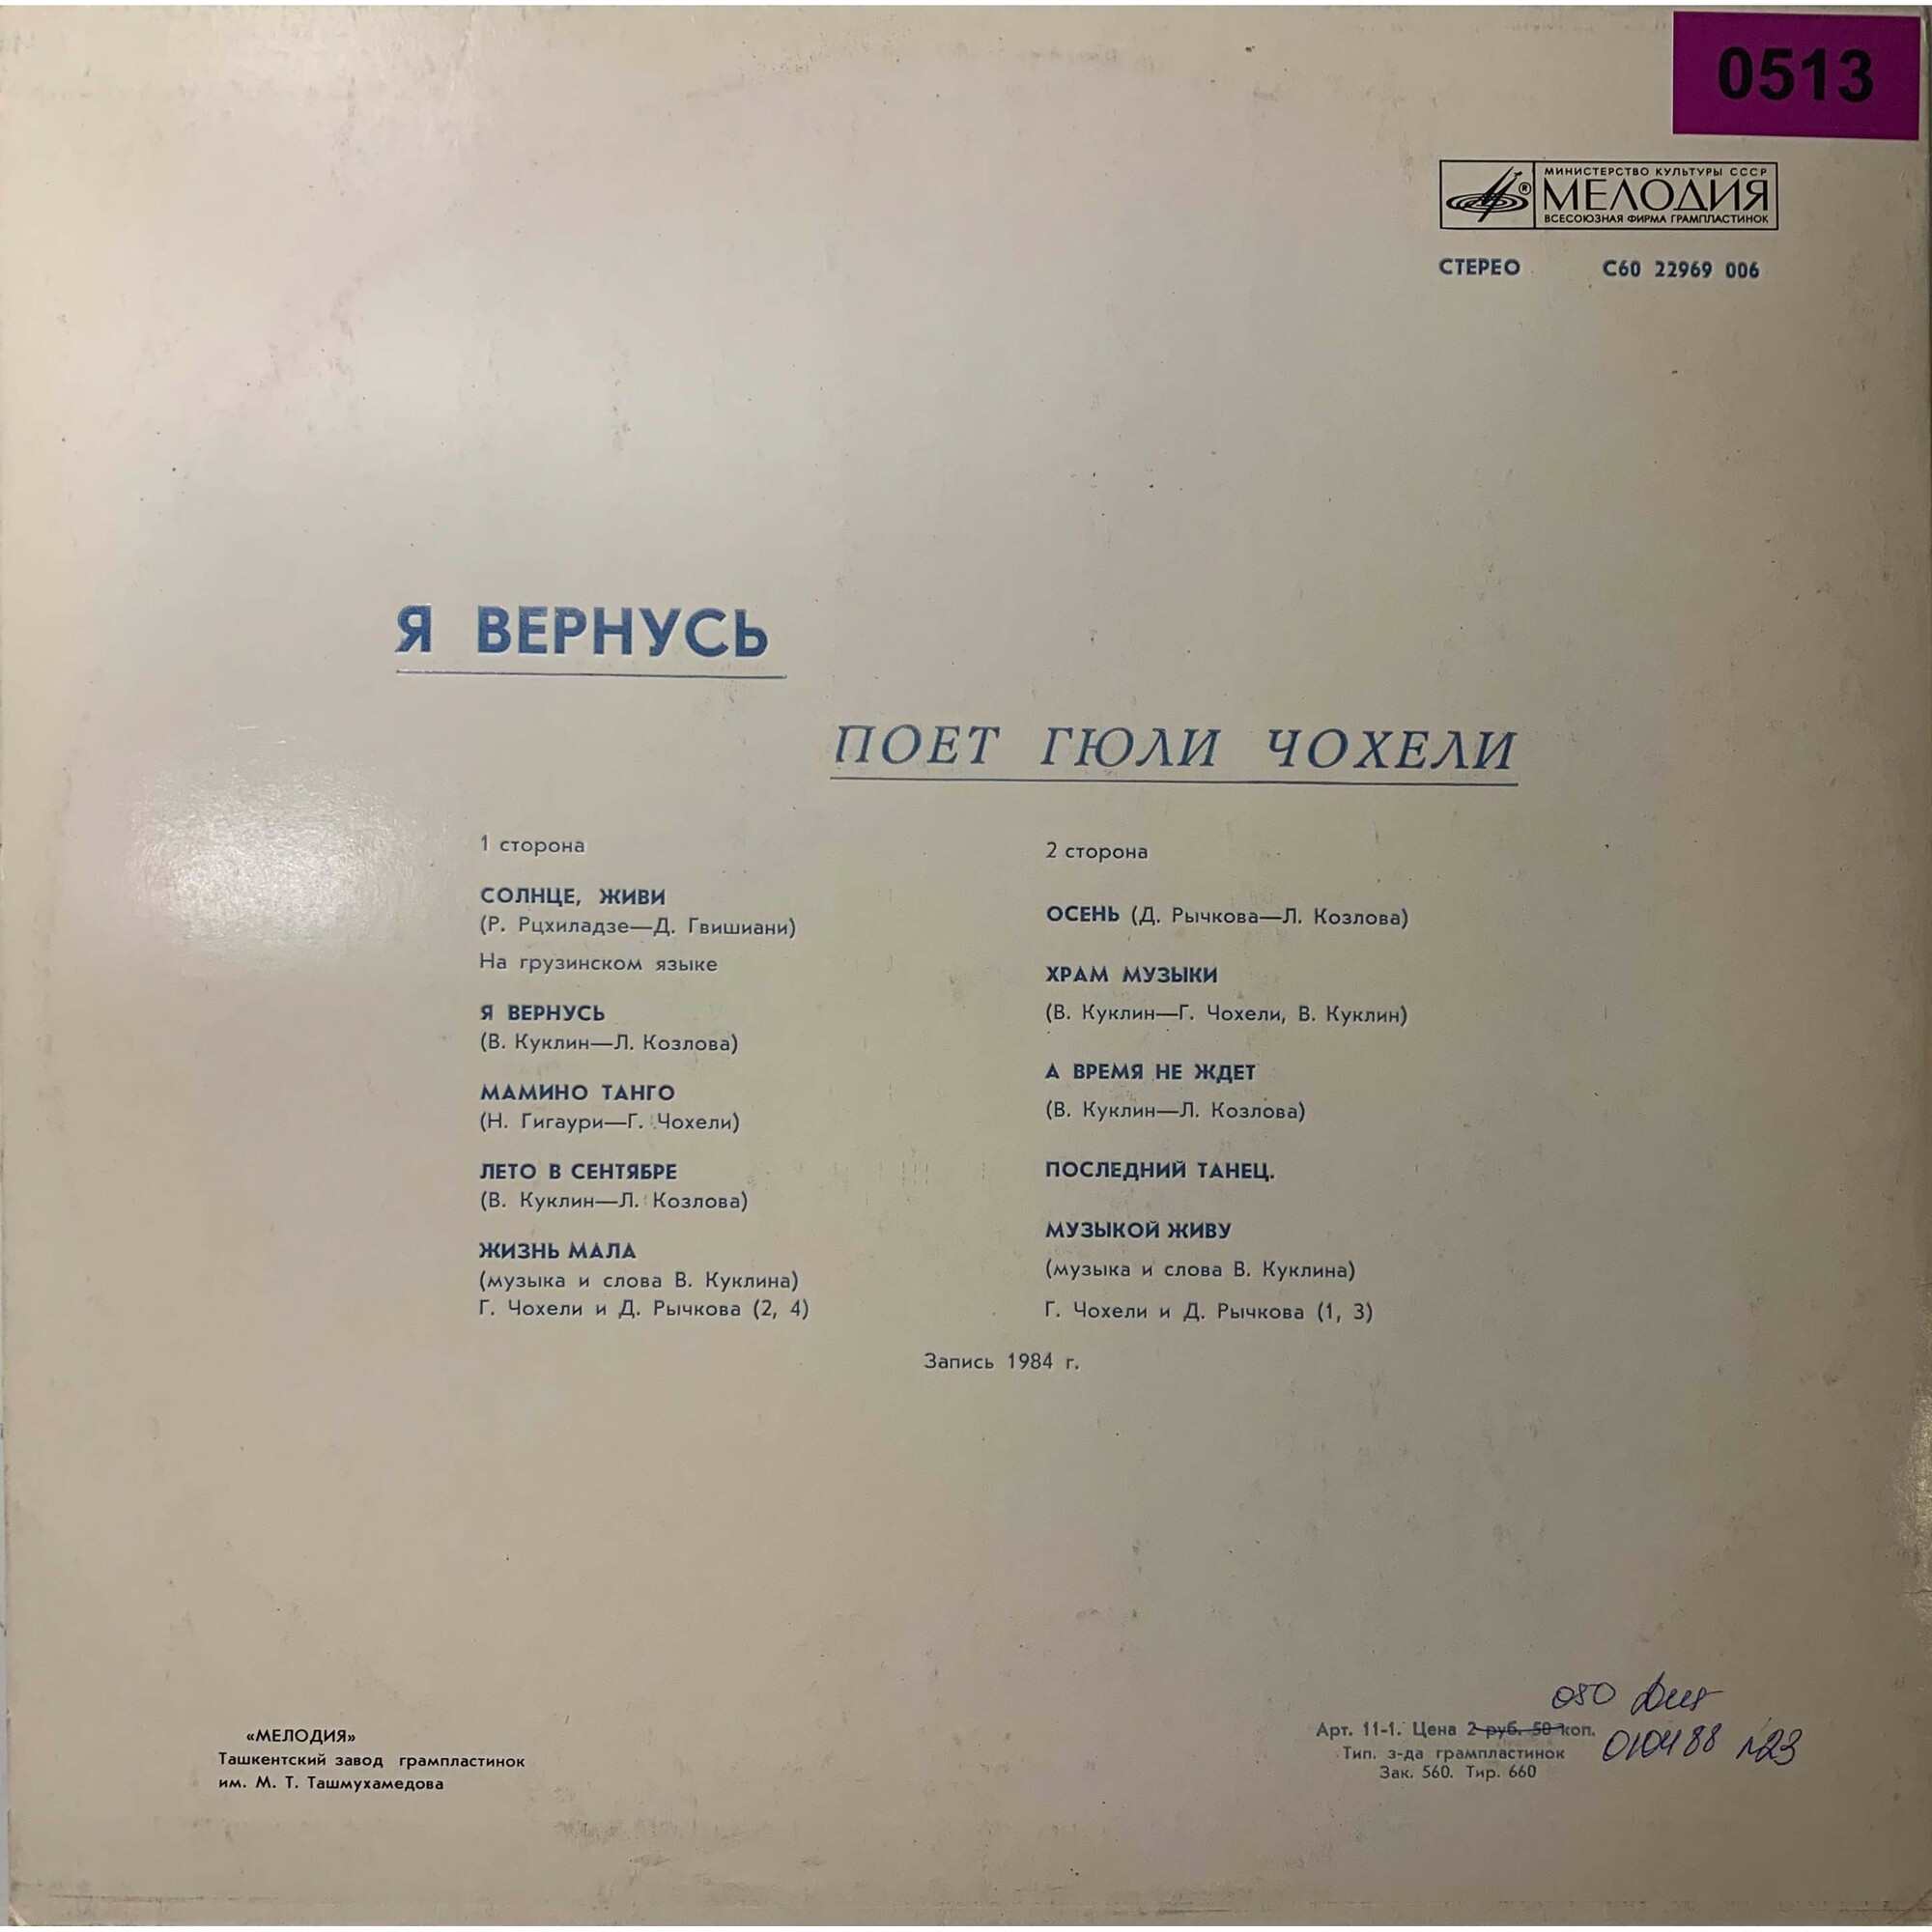 0513
МИНИСТЕРСТВО КУЛЬТУРЫ СССР
МЕЛОДИЯ
ВСЕСОЮЗНАЯ ФИРМА ГРАМПЛАСТИНОК
СТЕРЕО С60 22969 006
Я ВЕРНУСЬ
ПОЕТ ГЮЛИ ЧОХЕЛИ
1 сторона
СОЛНЦЕ, ЖИВИ
(Р. Рцхиладзе—Д. Гвишиани)
На грузинском языке
Я ВЕРНУСЬ
(В. Куклин—Л. Козлова)
МАМИНО ТАНГО
(Н. Гигаури—Г. Чохели)
ЛЕТО В СЕНТЯБРЕ
(В. Куклин—Л. Козлова)
ЖИЗНЬ МАЛА
(музыка и слова В. Куклина)
Г. Чохели и Д. Рычкова (2, 4)
2 сторона
ОСЕНЬ (Д. Рычкова—Л. Козлова)
ХРАМ МУЗЫКИ
(В. Куклин—Г. Чохели, В. Куклин)
А ВРЕМЯ НЕ ЖДЕТ
(В. Куклин—Л. Козлова)
ПОСЛЕДНИЙ ТАНЕЦ.
МУЗЫКОЙ ЖИВУ
(музыка и слова В. Куклина)
Г. Чохели и Д. Рычкова (1, 3)
Запись 1984 г.
«МЕЛОДИЯ»
Ташкентский завод грампластинок
им. М. Т. Ташмухамедова
Арт. 11-1. Цена 2 руб. 50 коп.
Тип. з-да грампластинок
Зак. 560. Тир. 660